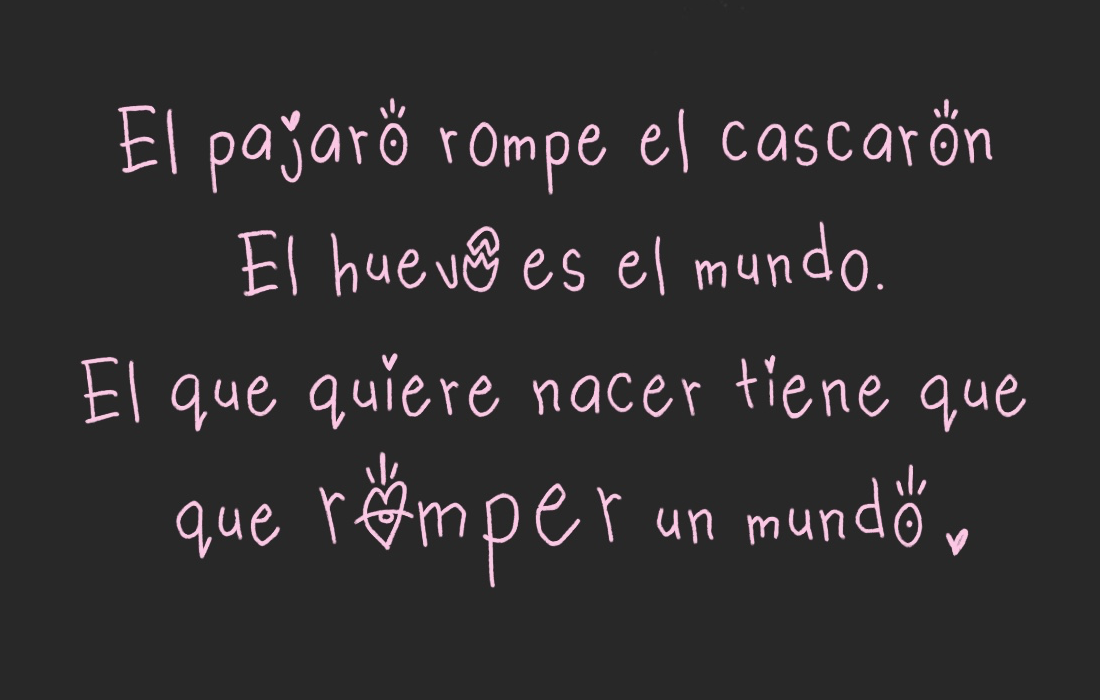 El pajaro rompe el cascaron
El huevo es el mundo.
El que quiere nacer tiene que
que romper un mundo